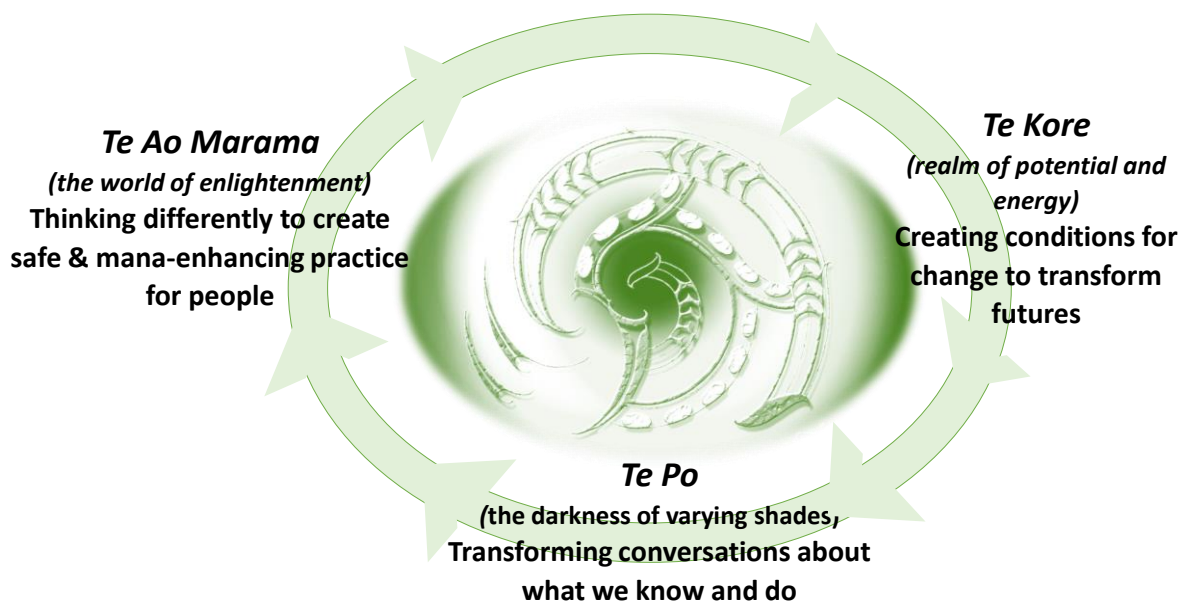 Te Ao Marama
(the world of enlightenment)
Thinking differently to create
safe & mana-enhancing practice
for people
Te Kore
(realm of potential and
energy)
Creating conditions for
change to transform
futures
Te Po
(the darkness of varying shades,
Transforming conversations about
what we know and do